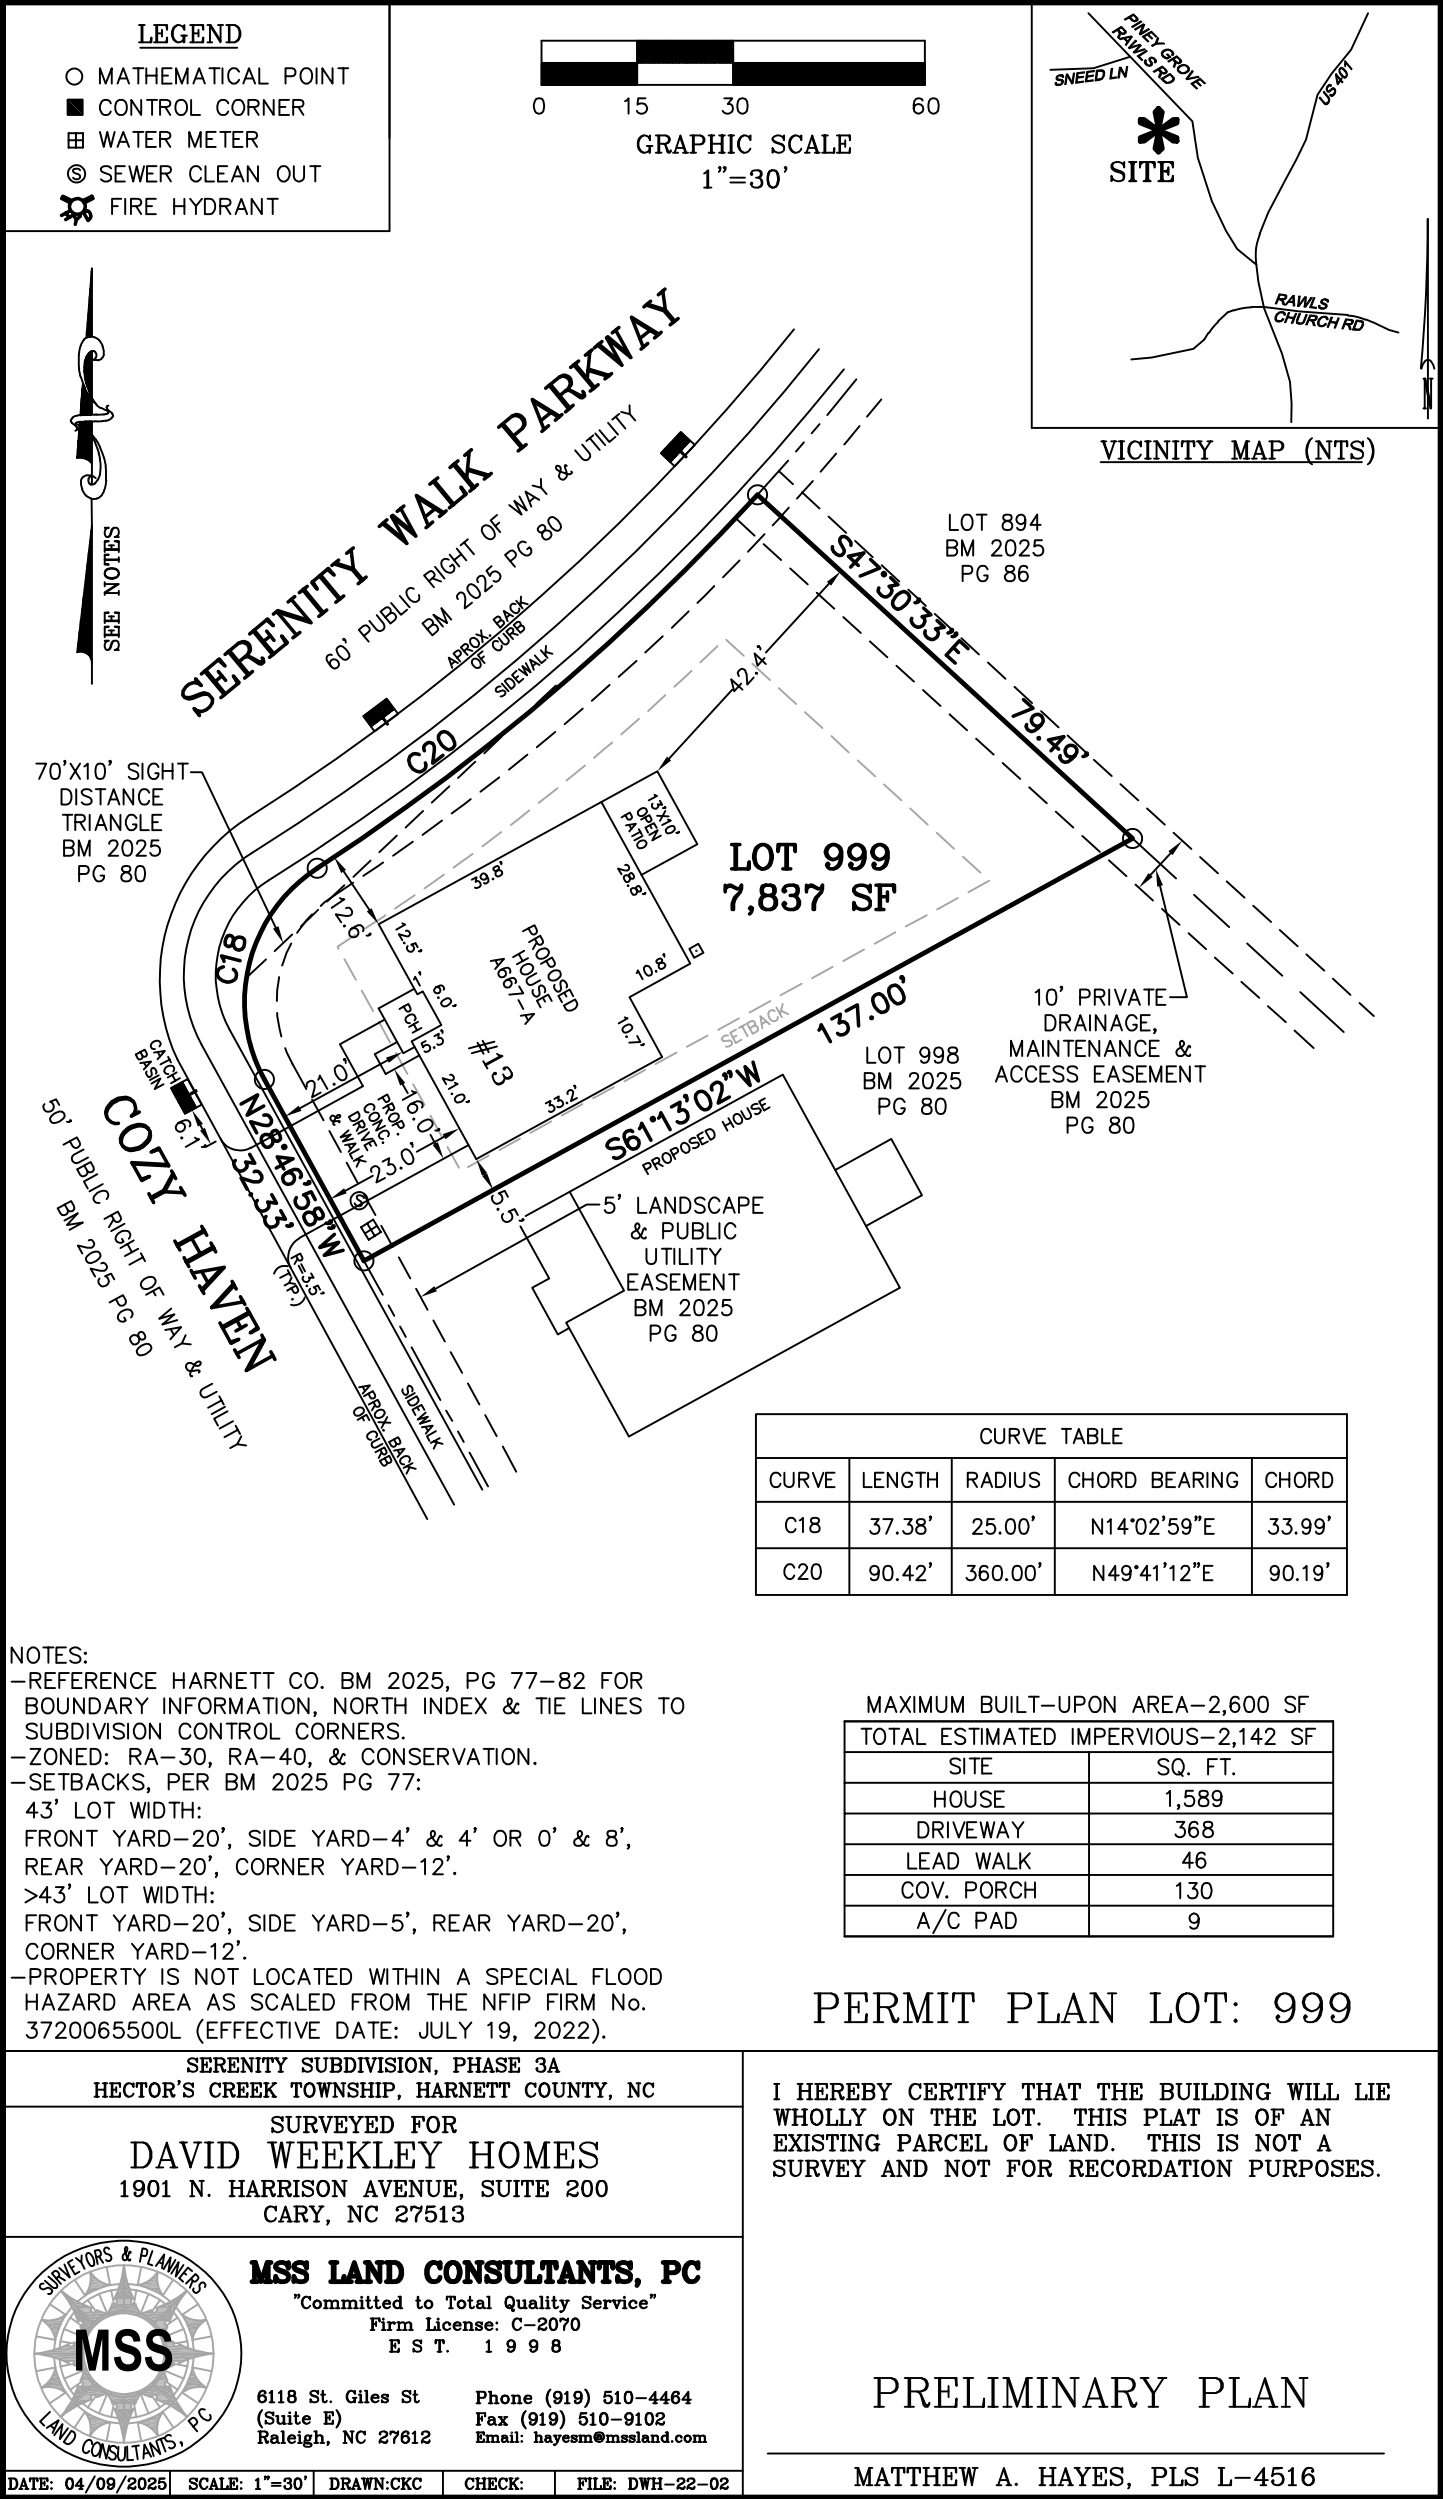 LEGEND
MATHEMATICAL POINT
CONTROL CORNER
WATER METER
SEWER CLEAN OUT
FIRE HYDRANT
0 15 30 60
GRAPHIC SCALE
1"=30'
PINEY GROVE
RAWLS RD
SNEED LN
US 401
SITE
RAWLS
CHURCH RD
N
VICINITY MAP (NTS)
SEE NOTES
SERENITY WALK PARKWAY
60' PUBLIC RIGHT OF WAY & UTILITY
BM 2025 PG 80
APROX. BACK
OF CURB
SIDEWALK
C20
LOT 894
BM 2025
PG 86
S47°30'33"E
79.49'
42.4'
70'X10' SIGHT
DISTANCE
TRIANGLE
BM 2025
PG 80
13'X10'
OPEN
PATIO
LOT 999
7,837 SF
39.8'
28.8'
12.6'
12.5'
C18
PROPOSED
HOUSE
A667-A
1'
6.0'
10.8'
PCH
5.3'
#13
10.7'
SETBACK
137.00'
S61°13'02"W
10' PRIVATE
DRAINAGE,
MAINTENANCE &
ACCESS EASEMENT
BM 2025
PG 80
LOT 998
BM 2025
PG 80
PROPOSED HOUSE
CATCH
BASIN
6.1'
21.0'
21.0'
16.0'
33.2'
PROP.
CONC.
DRIVE
& WALK
23.0'
S
5.5'
N28°46'58"W
32.33'
COZY HAVEN
50' PUBLIC RIGHT OF WAY & UTILITY
BM 2025 PG 80
R=3.5'
(TYP.)
5' LANDSCAPE
& PUBLIC
UTILITY
EASEMENT
BM 2025
PG 80
APROX. BACK
OF CURB
SIDEWALK
CURVE TABLE
CURVE LENGTH RADIUS CHORD BEARING CHORD
C18 37.38' 25.00' N14°02'59"E 33.99'
C20 90.42' 360.00' N49°41'12"E 90.19'
NOTES:
-REFERENCE HARNETT CO. BM 2025, PG 77-82 FOR
BOUNDARY INFORMATION, NORTH INDEX & TIE LINES TO
SUBDIVISION CONTROL CORNERS.
-ZONED: RA-30, RA-40, & CONSERVATION.
-SETBACKS, PER BM 2025 PG 77:
43' LOT WIDTH:
FRONT YARD-20', SIDE YARD-4' & 4' OR 0' & 8',
REAR YARD-20', CORNER YARD-12'.
>43' LOT WIDTH:
FRONT YARD-20', SIDE YARD-5', REAR YARD-20',
CORNER YARD-12'.
-PROPERTY IS NOT LOCATED WITHIN A SPECIAL FLOOD
HAZARD AREA AS SCALED FROM THE NFIP FIRM No.
3720065500L (EFFECTIVE DATE: JULY 19, 2022).
MAXIMUM BUILT-UPON AREA-2,600 SF
TOTAL ESTIMATED IMPERVIOUS-2,142 SF
SITE SQ. FT.
HOUSE 1,589
DRIVEWAY 368
LEAD WALK 46
COV. PORCH 130
A/C PAD 9
PERMIT PLAN LOT: 999
SERENITY SUBDIVISION, PHASE 3A
HECTOR'S CREEK TOWNSHIP, HARNETT COUNTY, NC
SURVEYED FOR
DAVID WEEKLEY HOMES
1901 N. HARRISON AVENUE, SUITE 200
CARY, NC 27513
SURVEYORS & PLANNERS
MSS
LAND CONSULTANTS, PC
MSS LAND CONSULTANTS, PC
"Committed to Total Quality Service"
Firm License: C-2070
EST. 1998
6118 St. Giles St
(Suite E)
Raleigh, NC 27612
Phone (919) 510-4464
Fax (919) 510-9102
Email: hayesm@mssland.com
DATE: 04/09/2025 SCALE: 1"=30' DRAWN:CKC CHECK: FILE: DWH-22-02
I HEREBY CERTIFY THAT THE BUILDING WILL LIE
WHOLLY ON THE LOT. THIS PLAT IS OF AN
EXISTING PARCEL OF LAND. THIS IS NOT A
SURVEY AND NOT FOR RECORDATION PURPOSES.
PRELIMINARY PLAN
MATTHEW A. HAYES, PLS L-4516